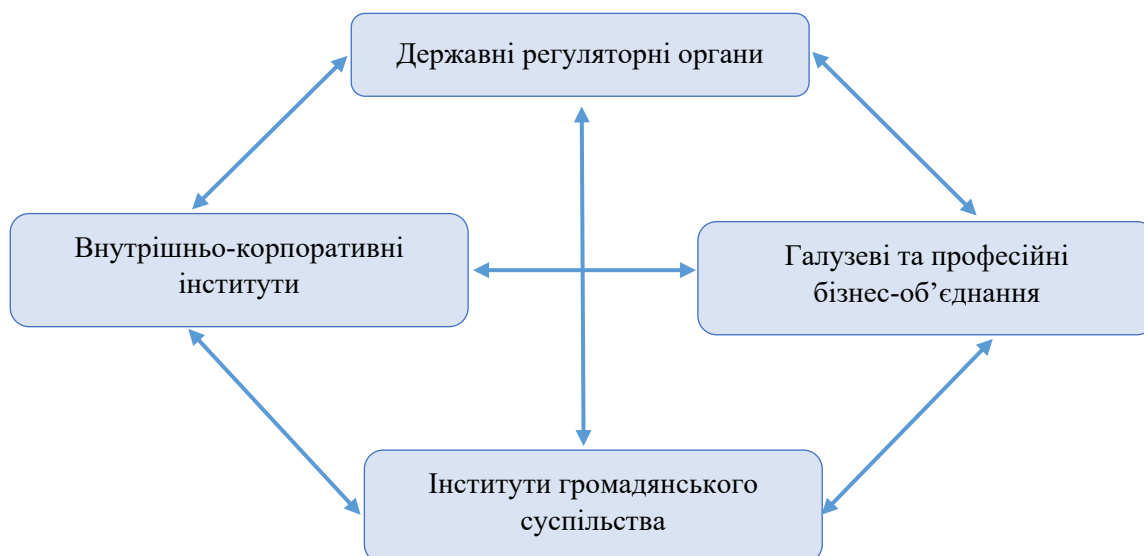 Державні регуляторні органи
Внутрішньо-корпоративні
інститути
Галузеві та професійні
бізнес-об’єднання
Інститути громадянського
суспільства